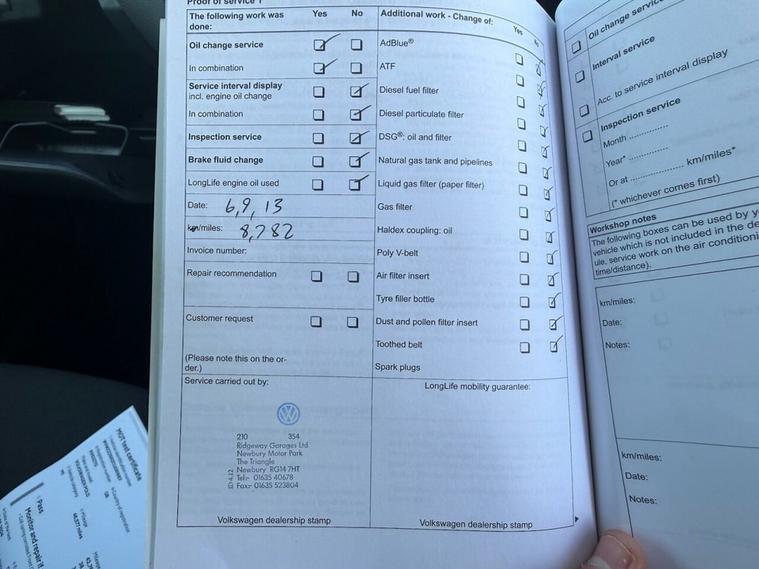 Proof of service 1
The following work was done: Yes No
Oil change service
In combination
Service interval display
incl. engine oil change
In combination
Inspection service
Brake fluid change
LongLife engine oil used
Date: 6,9,13
km/miles: 8,782
Invoice number:
Repair recommendation
Customer request
(Please note this on the or-
der.)
Service carried out by:
210 354
Ridgeway Garages Ltd
Newbury Motor Park
The Triangle
Newbury RG14 7HT
Tel:- 01635 40678
Fax:- 01635 523804
Volkswagen dealership stamp
Additional work - Change of: Yes No
AdBlue®
ATF
Diesel fuel filter
Diesel particulate filter
DSG®: oil and filter
Natural gas tank and pipelines
Liquid gas filter (paper filter)
Gas filter
Haldex coupling: oil
Poly V-belt
Air filter insert
Tyre filler bottle
Dust and pollen filter insert
Toothed belt
Spark plugs
LongLife mobility guarantee:
Volkswagen dealership stamp
Oil change service
Interval service
Acc. to service interval display
Inspection service
Month ..............
Year* ..............
Or at .............. km/miles*
(* whichever comes first)
Workshop notes
The following boxes can be used by
vehicle which is not included in the
service work on the air
time/distance).
km/miles:
Date:
Notes:
km/miles:
Date:
Notes:
MOT test certificate
Pass